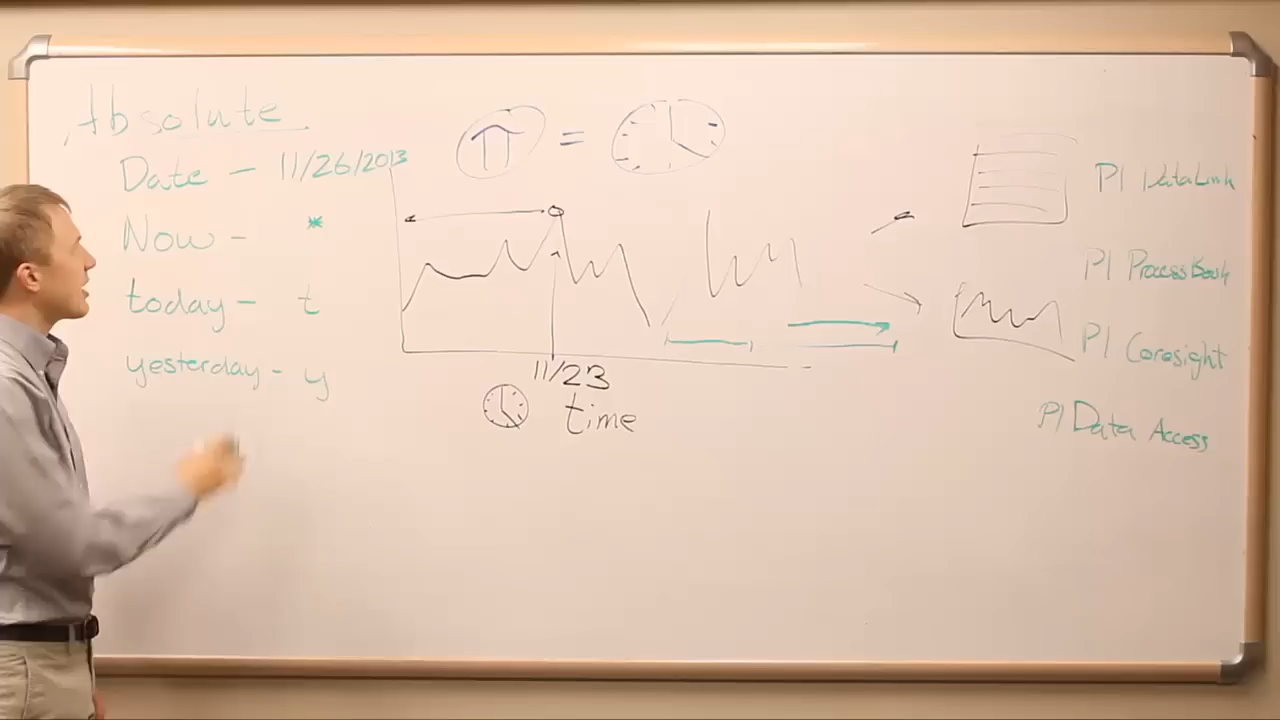 Absolute
Date - 11/26/2013
Now - *
today - t
yesterday - y
π =
11/23
time
PI DataLink
PI ProcessBook
PI Coresight
PI Data Access